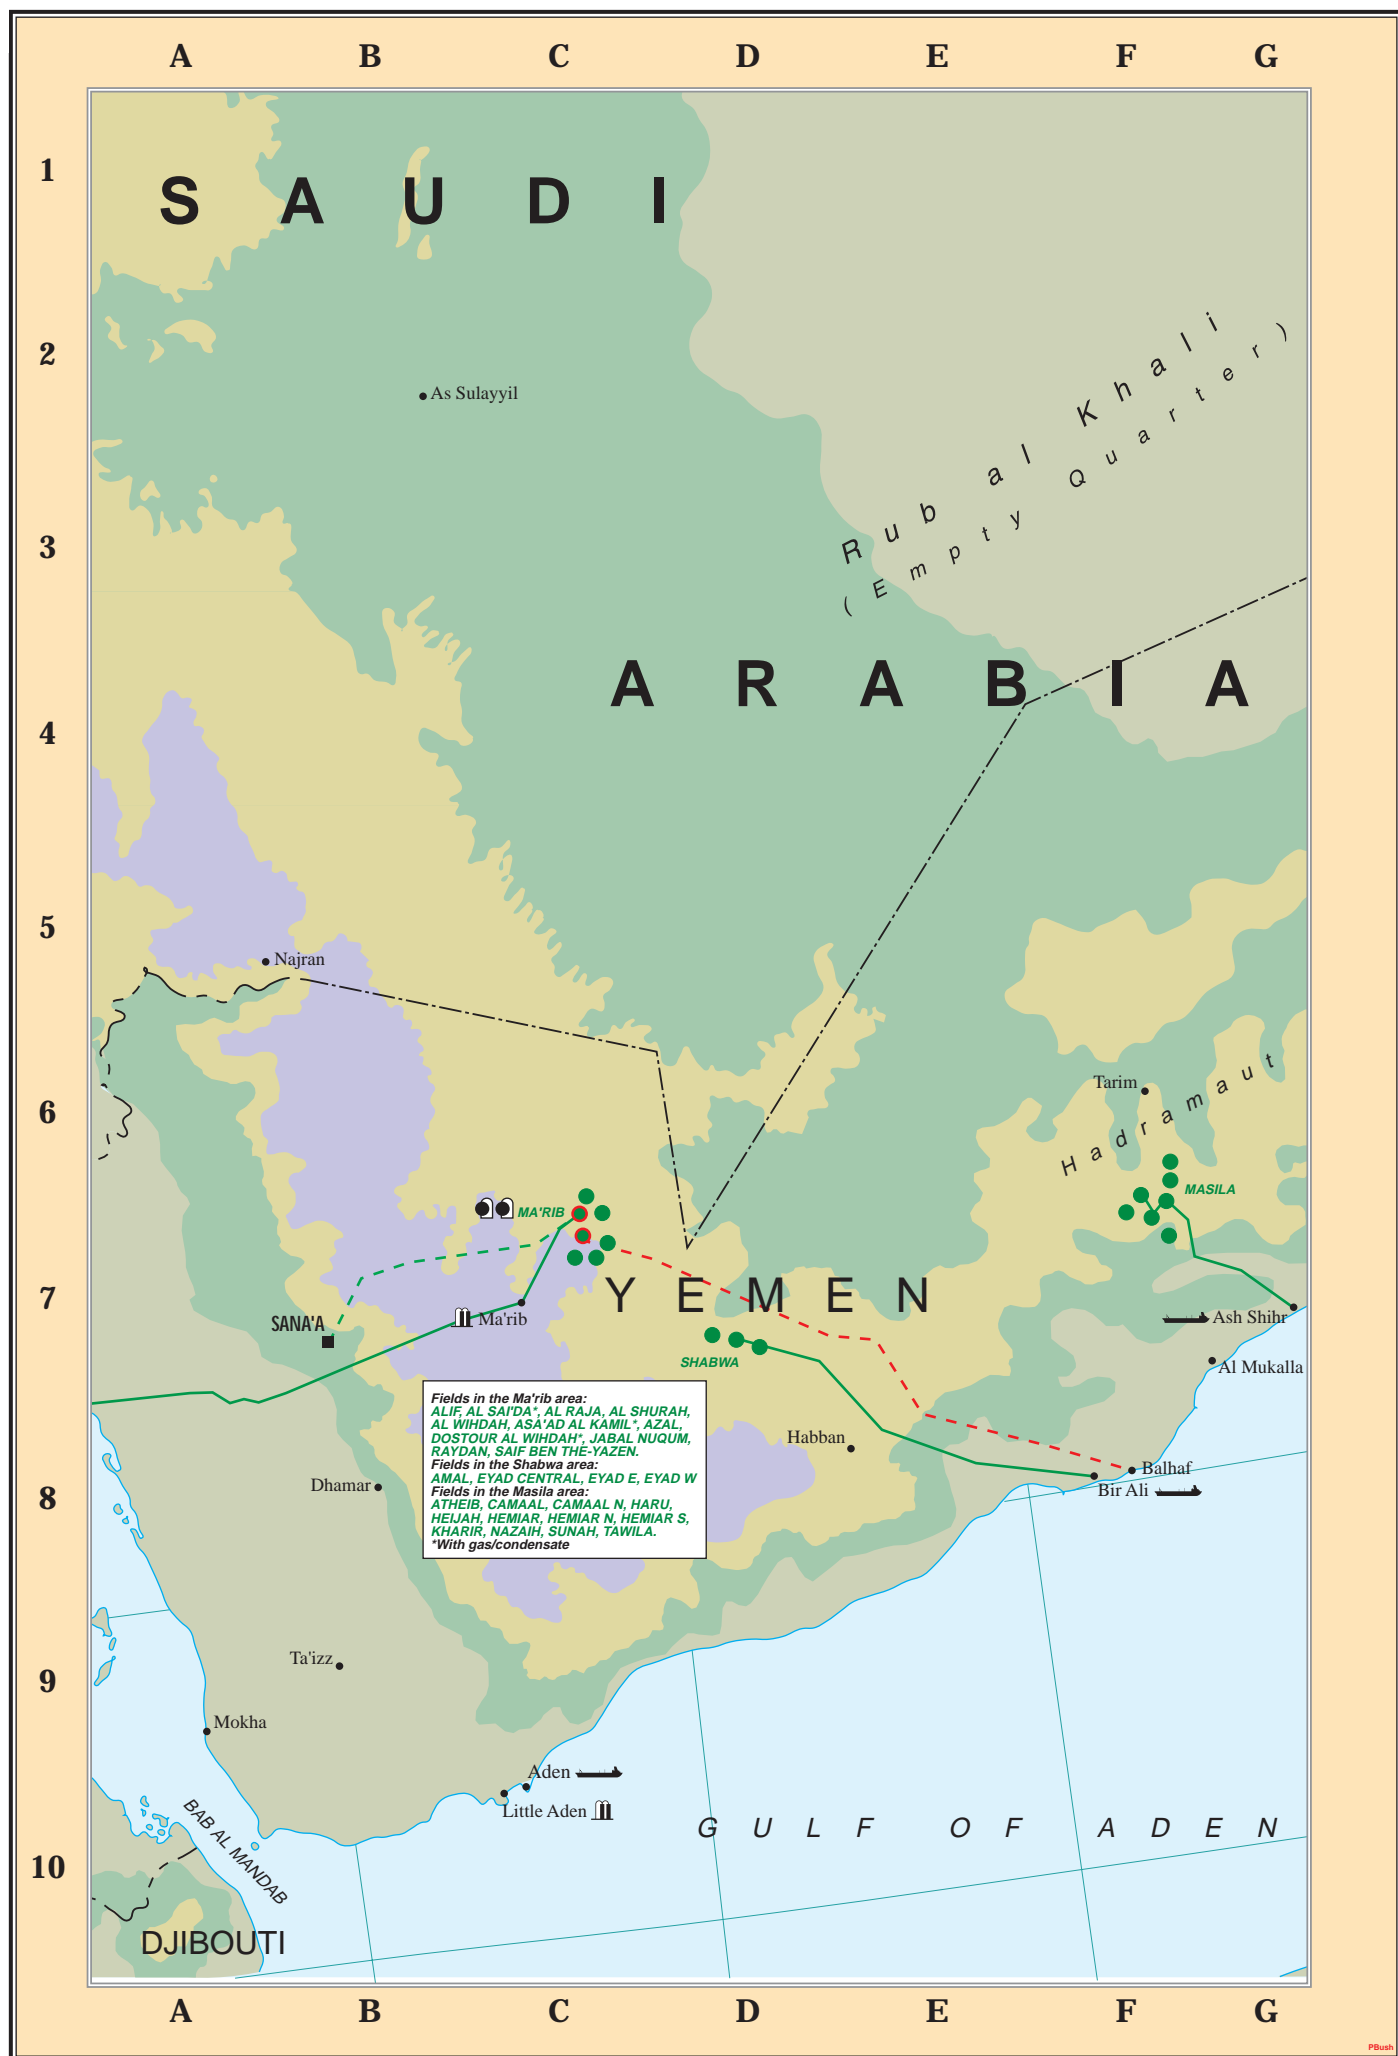 A B C D E F G
1
S A U D I
2
As Sulayyil
Rub al Khali
(Empty Quarter)
3
A R A B I A
4
5
Najran
Tarim
6
Hadramaut
MASILA
MA'RIB
7
Y E M E N
SANA'A
Ma'rib
Ash Shihr
SHABWA
Al Mukalla
Fields in the Ma'rib area:
ALIF, AL SAI'DA*, AL RAJA, AL SHURAH,
AL WIHDAH, ASA'AD AL KAMIL*, AZAL,
DOSTOUR AL WIHDAH*, JABAL NUQUM,
RAYDAN, SAIF BEN THE-YAZEN.
Fields in the Shabwa area:
AMAL, EYAD CENTRAL, EYAD E, EYAD W
Fields in the Masila area:
ATHEIB, CAMAAL, CAMAAL N, HARU,
HEIJAH, HEMIAR, HEMIAR N, HEMIAR S,
KHARIR, NAZAIH, SUNAH, TAWILA.
*With gas/condensate
Habban
Balhaf
Dhamar
Bir Ali
8
Ta'izz
9
Mokha
Aden
Little Aden
BAB AL MANDAB
GULF OF ADEN
10
DJIBOUTI
A B C D E F G
PBush